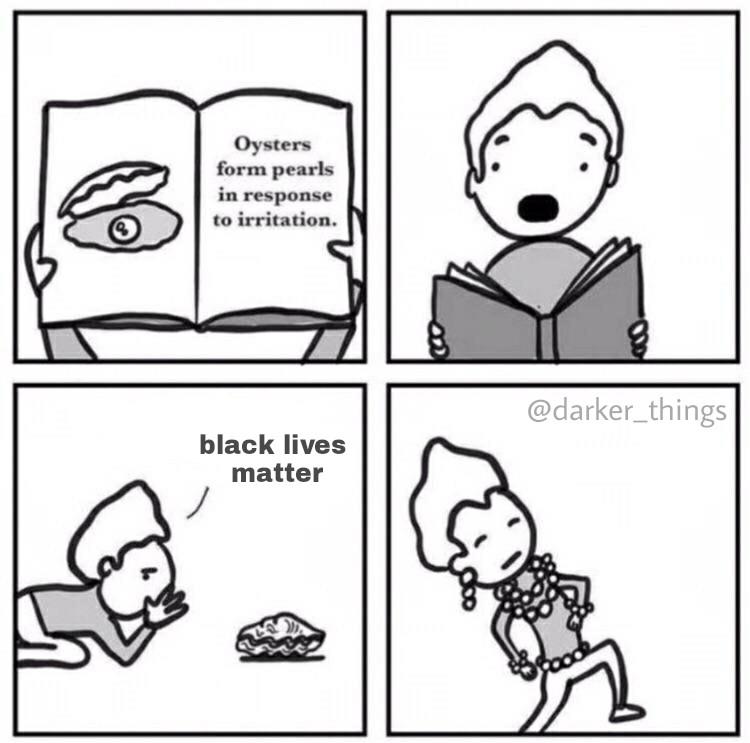 Oysters
form pearls
in response
to irritation.
black lives
matter
@darker_things